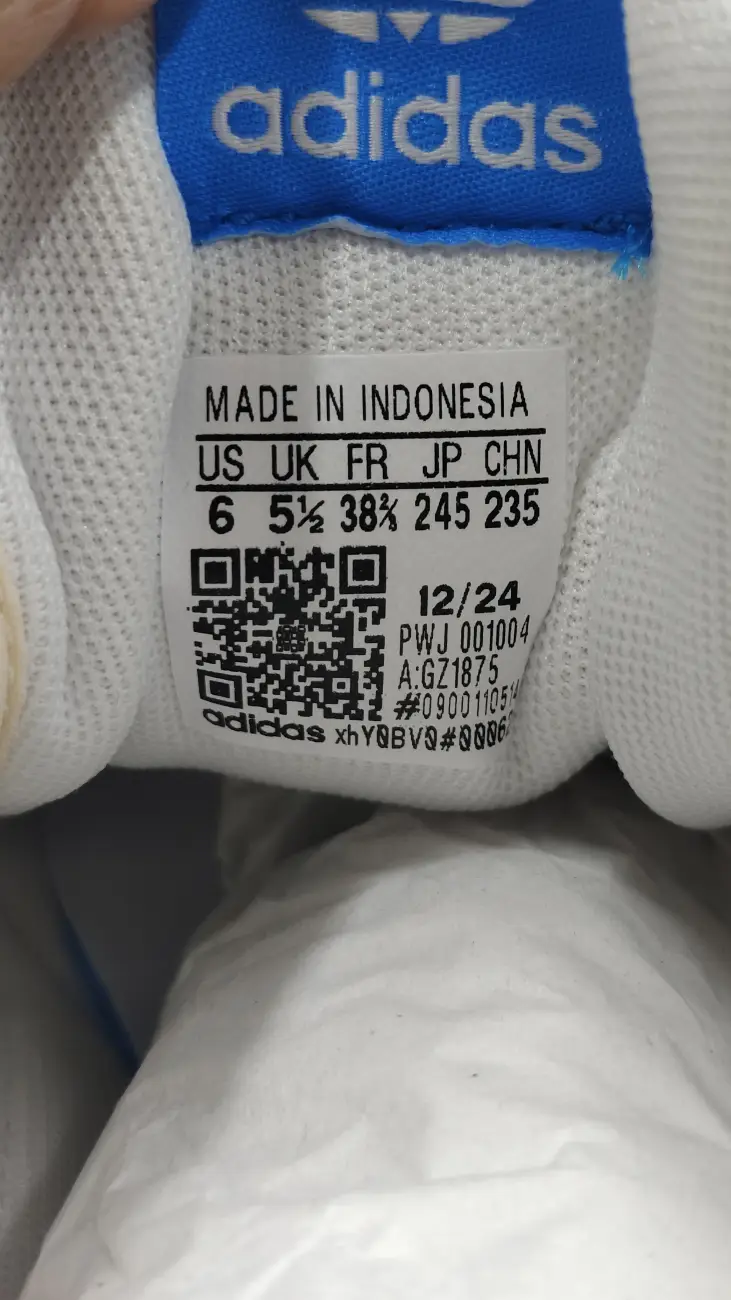 adidas
MADE IN INDONESIA
US UK FR JP CHN
6 5½ 38⅔ 245 235
12/24
PWJ 001004
A:GZ1875
adidas